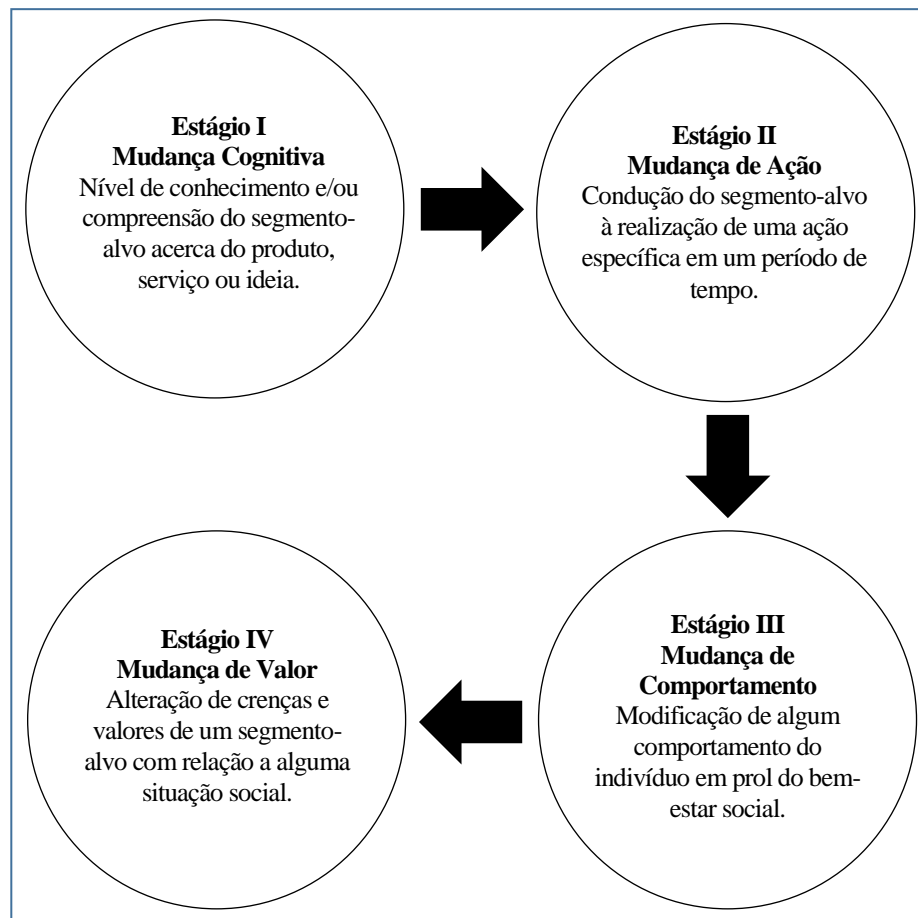 Estágio I
Mudança Cognitiva
Nível de conhecimento e/ou
compreensão do segmento-
alvo acerca do produto,
serviço ou ideia.
Estágio II
Mudança de Ação
Condução do segmento-alvo
à realização de uma ação
específica em um período de
tempo.
Estágio III
Mudança de
Comportamento
Modificação de algum
comportamento do
indivíduo em prol do bem-
estar social.
Estágio IV
Mudança de Valor
Alteração de crenças e
valores de um segmento-
alvo com relação a alguma
situação social.